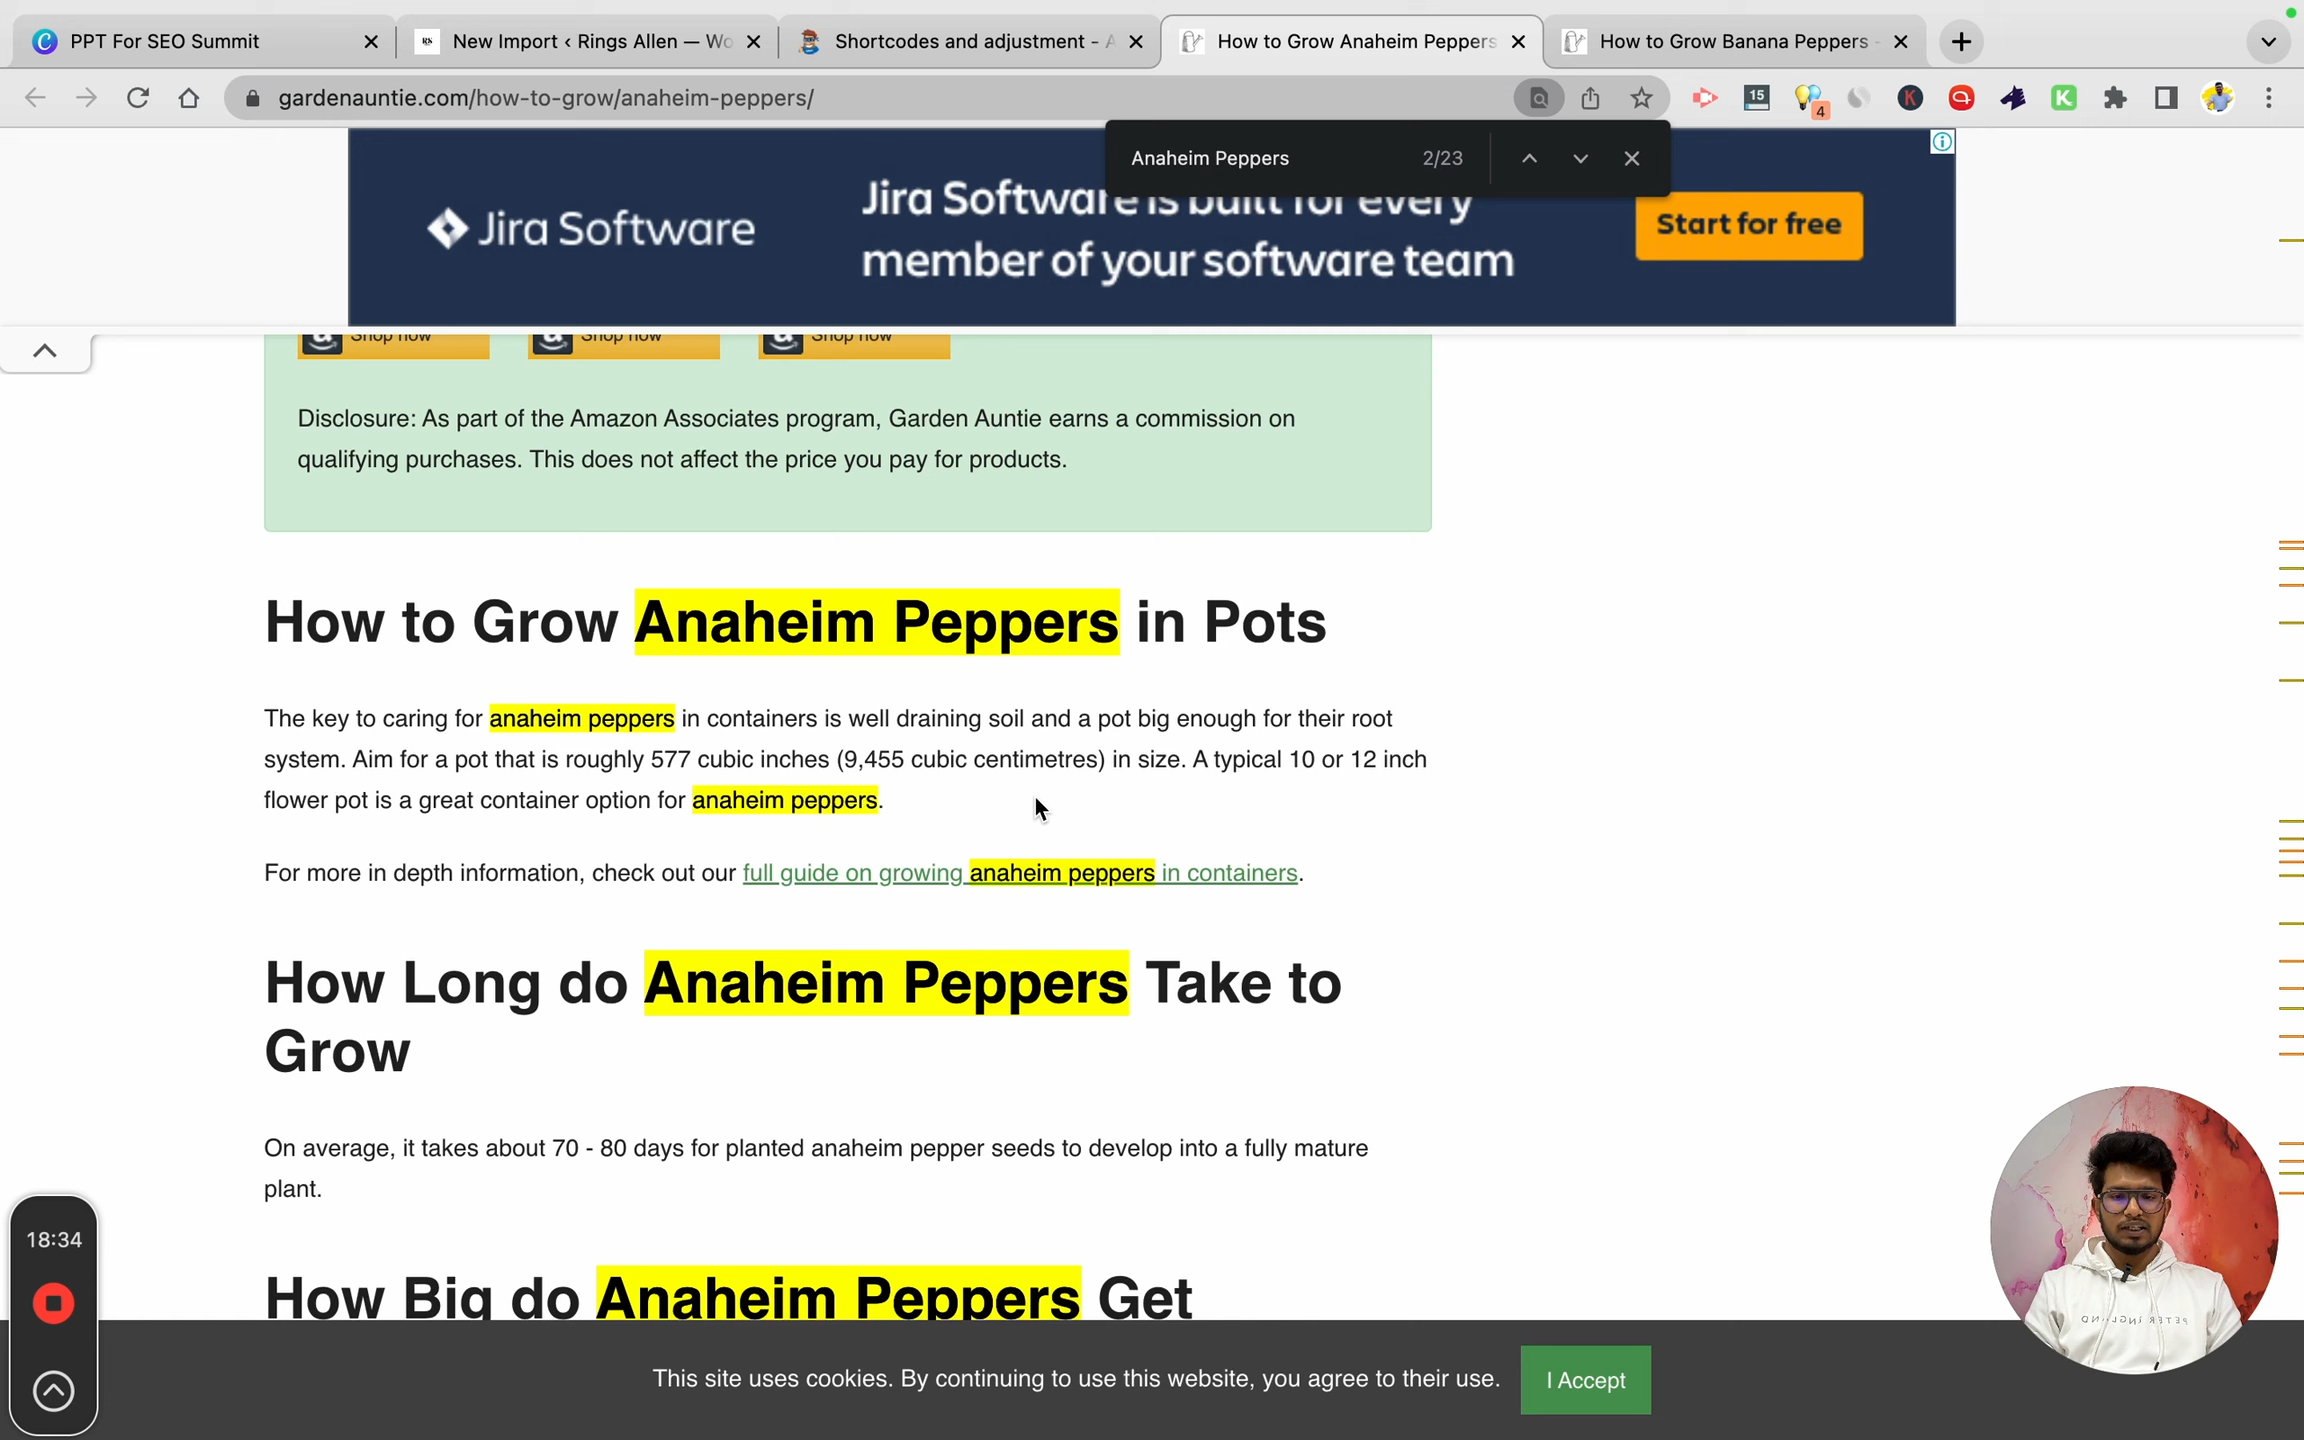 PPT For SEO Summit
New Import ‹ Rings Allen — Wo
Shortcodes and adjustment - A
How to Grow Anaheim Peppers
How to Grow Banana Peppers -
gardenauntie.com/how-to-grow/anaheim-peppers/
15
4
Anaheim Peppers 2/23
Jira Software
Jira Software is built for every
member of your software team
Start for free
Shop now Shop now Shop now
Disclosure: As part of the Amazon Associates program, Garden Auntie earns a commission on
qualifying purchases. This does not affect the price you pay for products.
How to Grow Anaheim Peppers in Pots
The key to caring for anaheim peppers in containers is well draining soil and a pot big enough for their root
system. Aim for a pot that is roughly 577 cubic inches (9,455 cubic centimetres) in size. A typical 10 or 12 inch
flower pot is a great container option for anaheim peppers.
For more in depth information, check out our full guide on growing anaheim peppers in containers.
How Long do Anaheim Peppers Take to
Grow
On average, it takes about 70 - 80 days for planted anaheim pepper seeds to develop into a fully mature
plant.
How Big do Anaheim Peppers Get
18:34
This site uses cookies. By continuing to use this website, you agree to their use.
I Accept
PETER ENGLAND